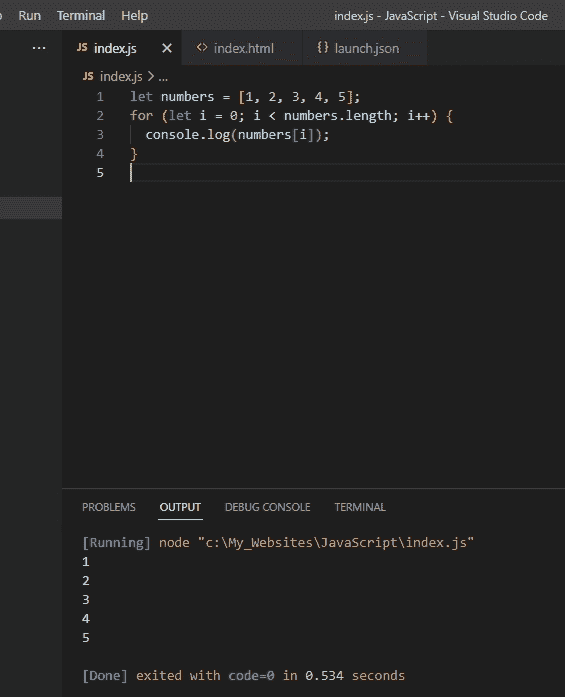 Run Terminal Help index.js - JavaScript - Visual Studio Code
... JS index.js × <> index.html {} launch.json
JS index.js > ...
1 let numbers = [1, 2, 3, 4, 5];
2 for (let i = 0; i < numbers.length; i++) {
3 console.log(numbers[i]);
4 }
5
PROBLEMS OUTPUT DEBUG CONSOLE TERMINAL
[Running] node "c:\My_Websites\JavaScript\index.js"
1
2
3
4
5
[Done] exited with code=0 in 0.534 seconds